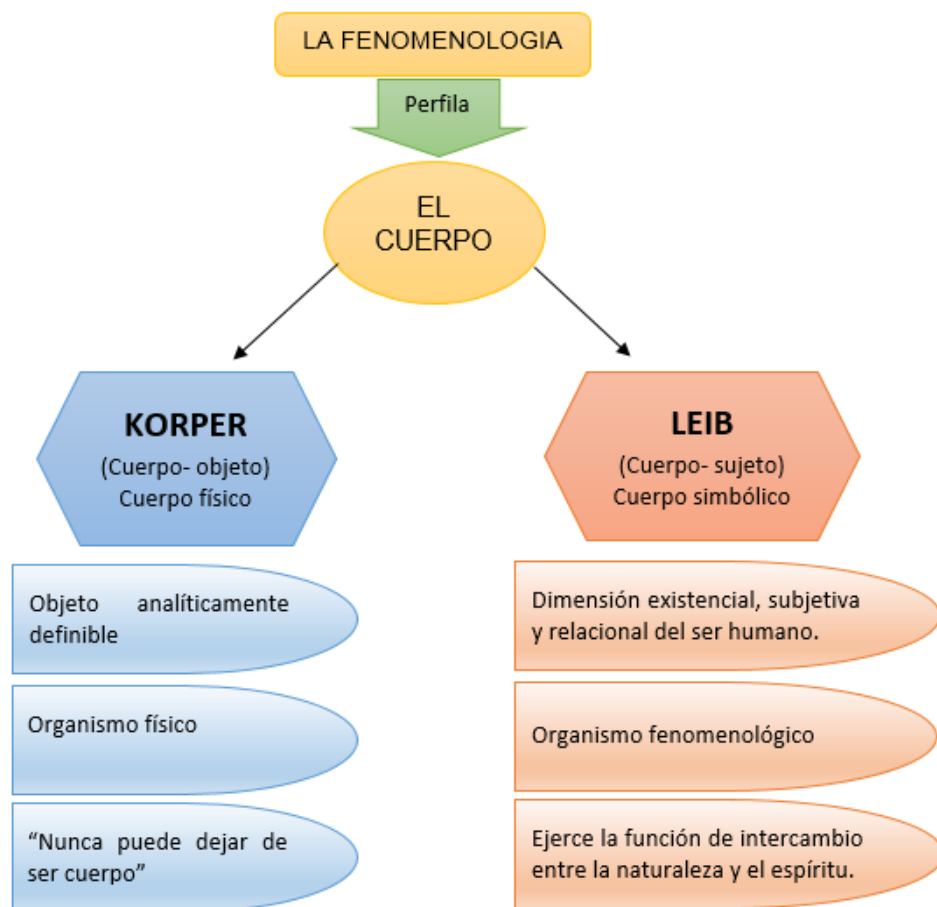 LA FENOMENOLOGIA
Perfila
EL
CUERPO
KORPER
(Cuerpo- objeto)
Cuerpo físico
LEIB
(Cuerpo- sujeto)
Cuerpo simbólico
Objeto analíticamente
definible
Organismo físico
“Nunca puede dejar de
ser cuerpo”
Dimensión existencial, subjetiva
y relacional del ser humano.
Organismo fenomenológico
Ejerce la función de intercambio
entre la naturaleza y el espíritu.